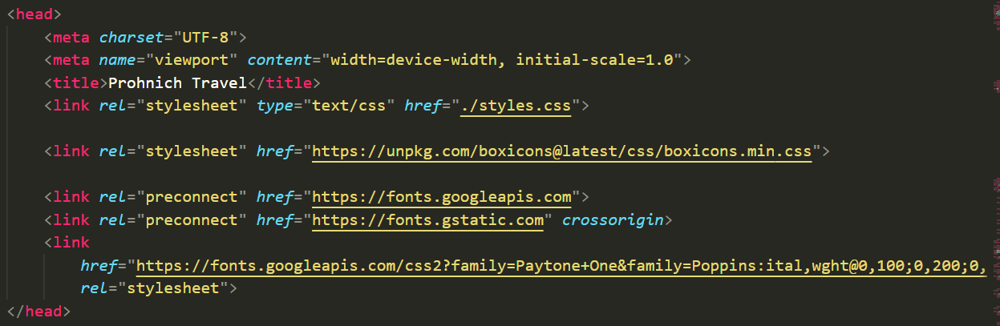 <head>
    <meta charset="UTF-8">
    <meta name="viewport" content="width=device-width, initial-scale=1.0">
    <title>Prohnich Travel</title>
    <link rel="stylesheet" type="text/css" href="./styles.css">
    <link rel="stylesheet" href="https://unpkg.com/boxicons@latest/css/boxicons.min.css">
    <link rel="preconnect" href="https://fonts.googleapis.com">
    <link rel="preconnect" href="https://fonts.gstatic.com" crossorigin>
    <link
        href="https://fonts.googleapis.com/css2?family=Paytone+One&family=Poppins:ital,wght@0,100;0,200;0,
        rel="stylesheet">
</head>